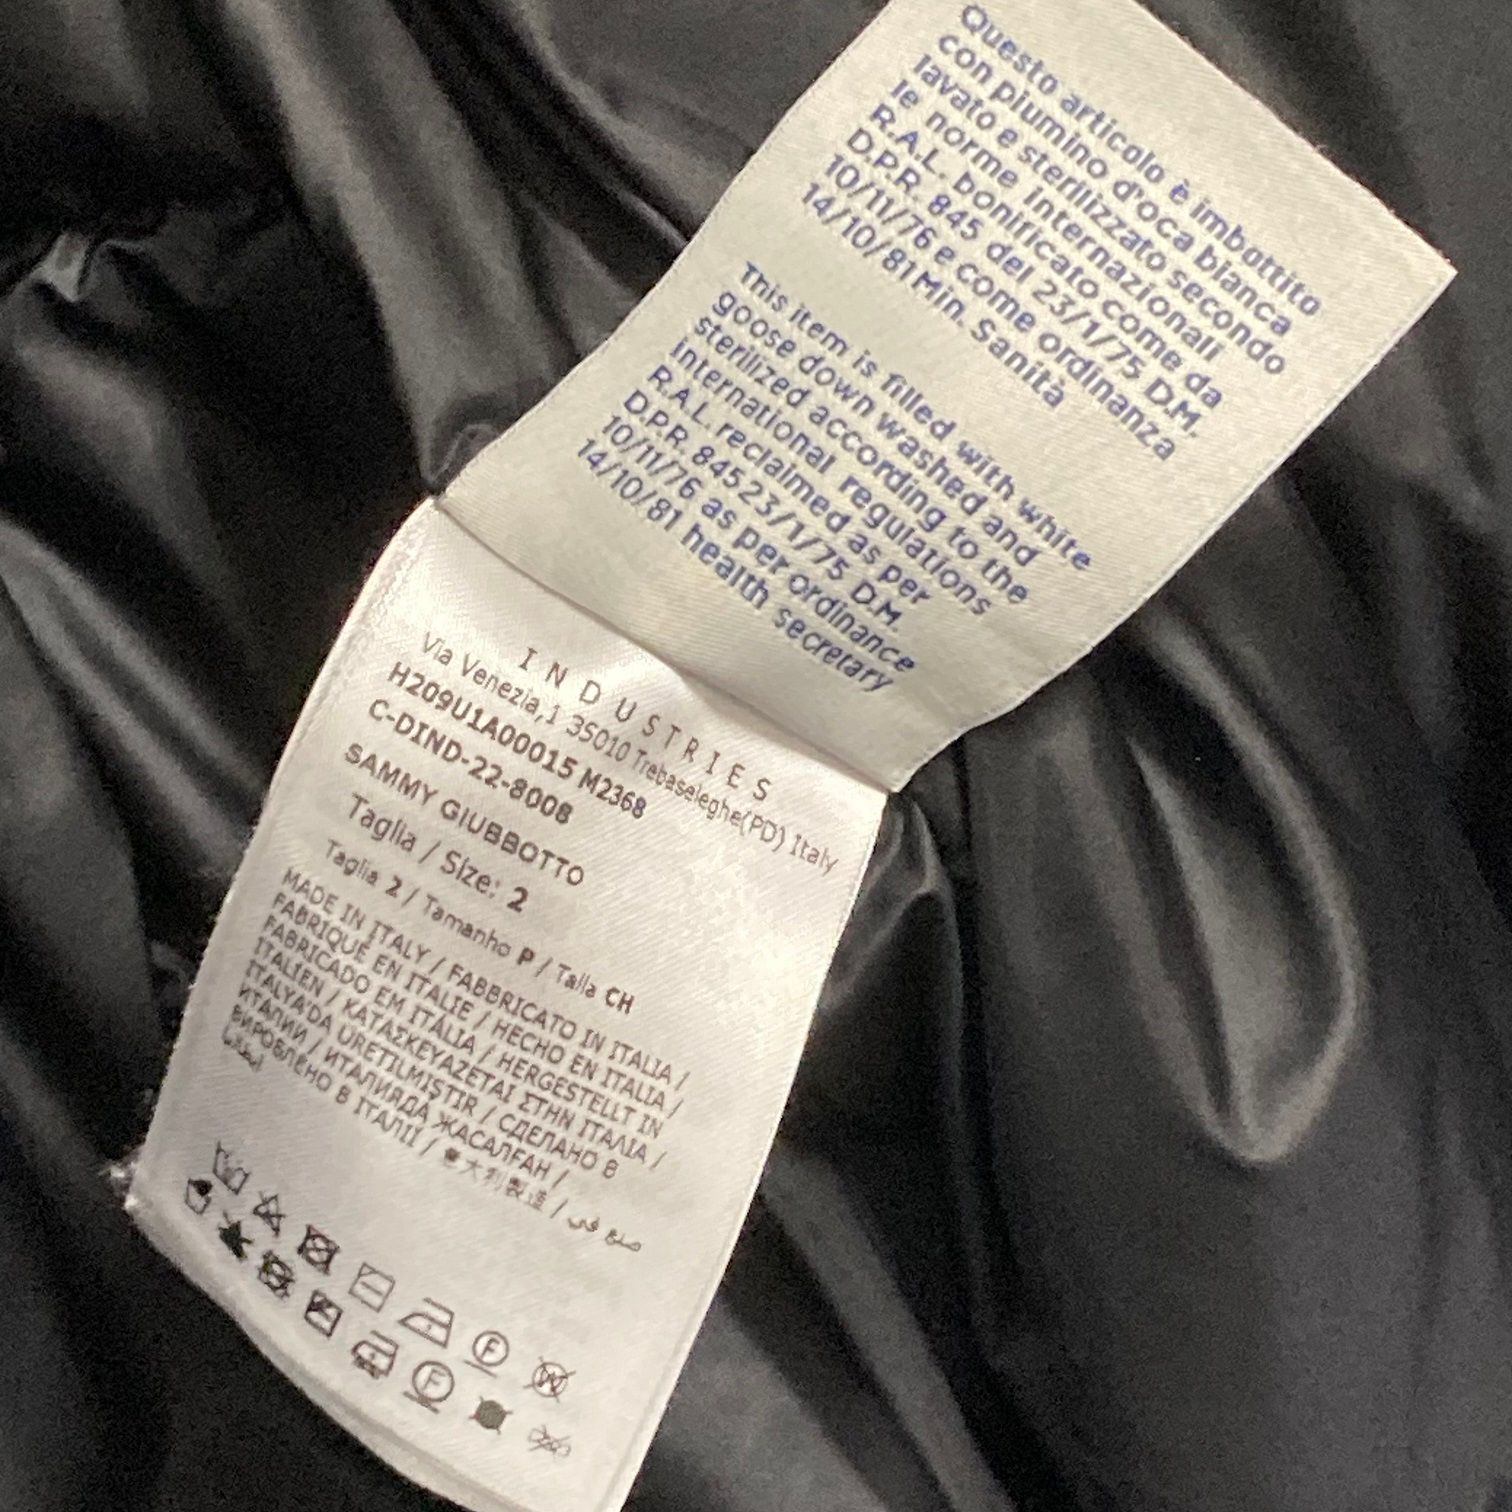 Questo articolo è imbottito
con piumino d'oca bianca
lavato e sterilizzato secondo
le norme internazionali
R.A.L. bonificato come da
D.P.R. 845 del 23/1/75 D.M.
10/11/76 e come ordinanza
14/10/81 Min. Sanità
This item is filled with white
goose down washed and
sterilized according to the
international regulations
R.A.L. recialmed as per
D.P.R. 845 23/1/75 D.M.
10/11/76 as per ordinance
14/10/81 health secretary
INDUSTRIES
Via Venezia,1 35010 Trebaseleghe(PD) Italy
H209U1A00015 M2368
C-DIND-22-8008
SAMMY GIUBBOTTO
Taglia / Size: 2
Taglia 2 / Tamanho P / Talla CH
MADE IN ITALY / FABBRICATO IN ITALIA /
FABRIQUÉ EN ITALIE / HECHO EN ITALIA /
FABRICADO EM ITÁLIA / HERGESTELLT IN
ITALIEN / ΚΑΤΑΣΚΕΥΑΖΕΤΑΙ ΣΤΗΝ ΙΤΑΛΙΑ /
ITALYA'DA ÜRETILMIŞTIR / СДЕЛАНО В
ИТАЛИИ / ИТАЛИЯДА ЖАСАЛҒАН /
ВИРОБЛЕНО В ІТАЛІЇ / 意大利製造 / صنع في
إيطاليا
F
W
F